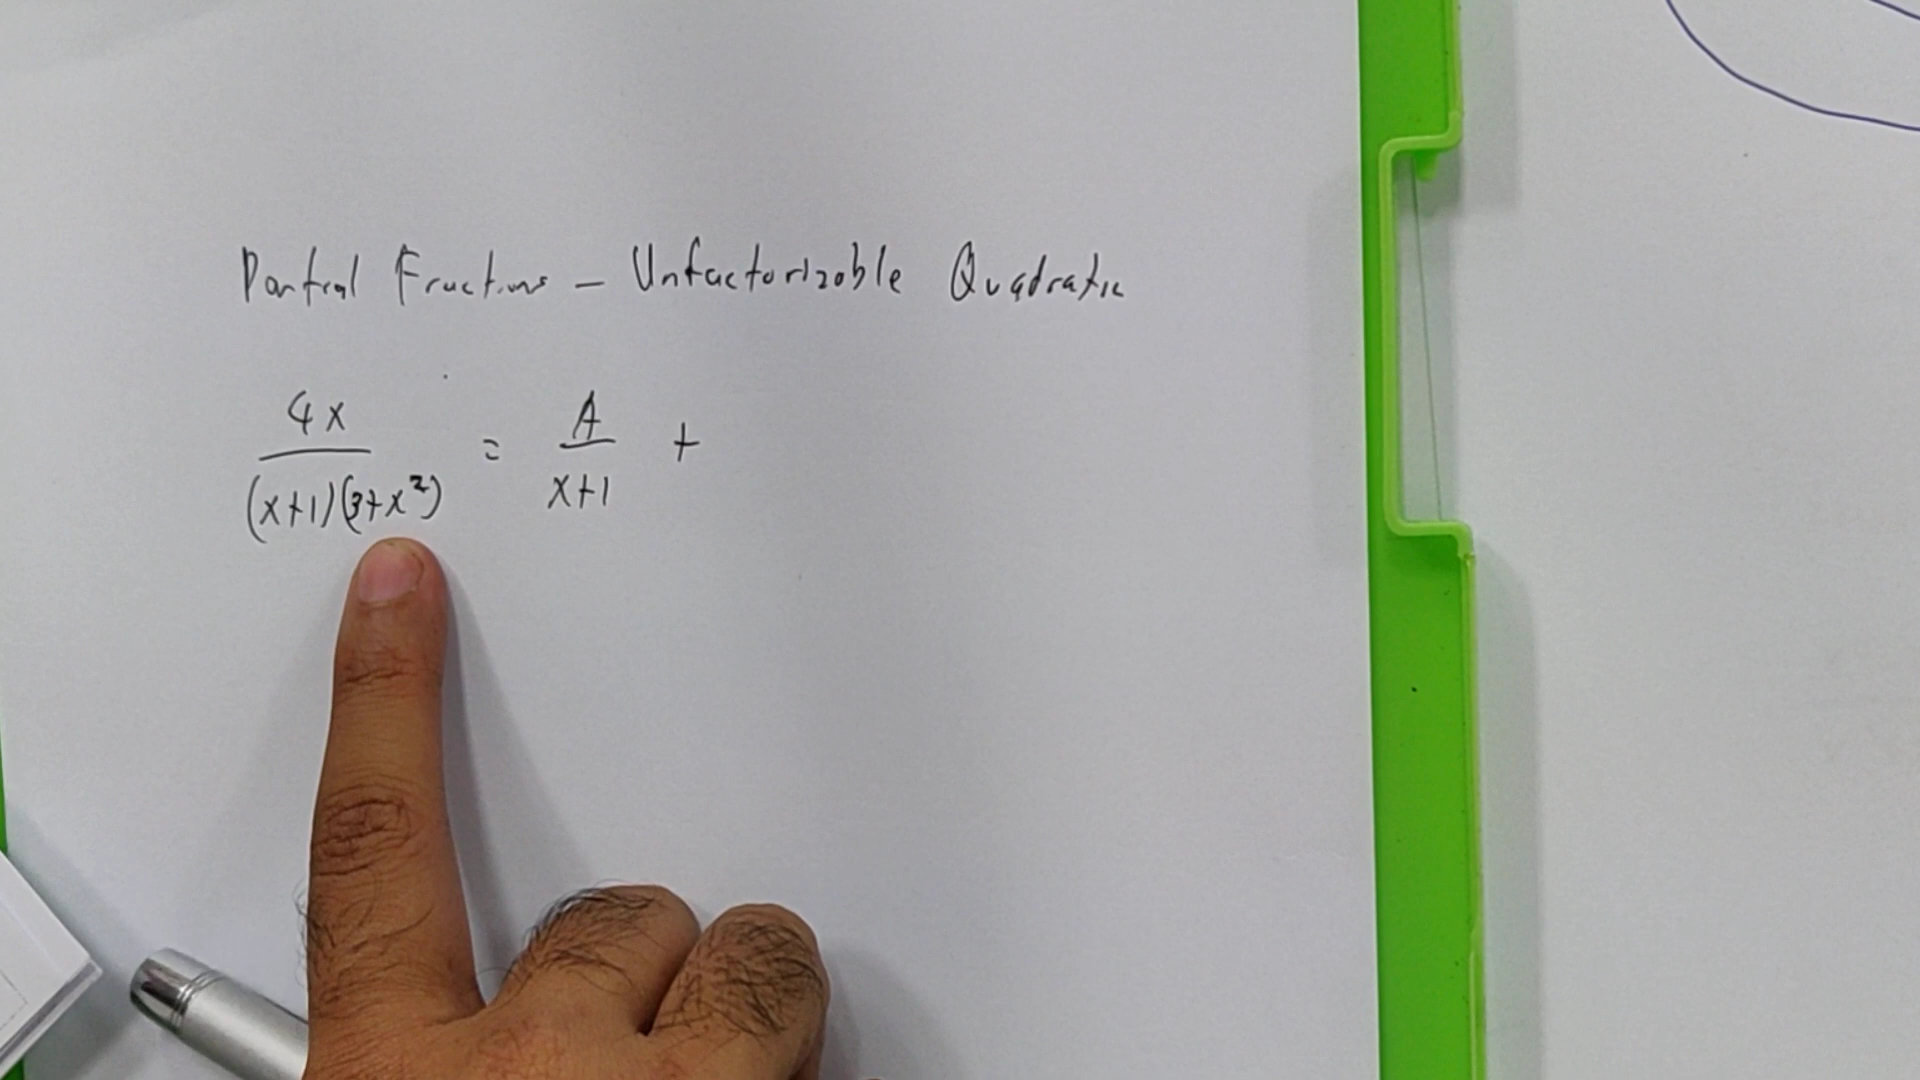 Partial Fractions - Unfactorizable Quadratic
4x / (x+1)(3+x²) = A / x+1 +